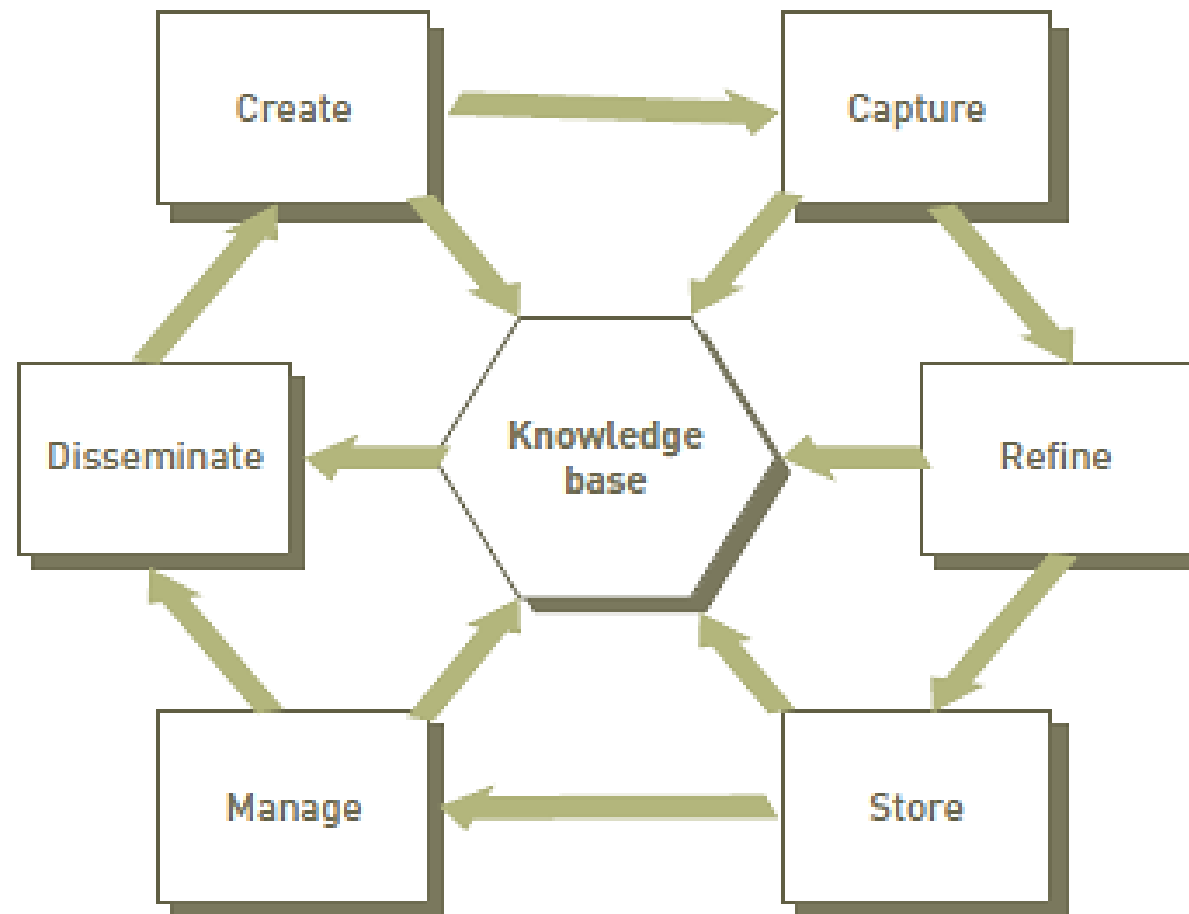 Create
Capture
Disseminate
Knowledge
base
Refine
Manage
Store